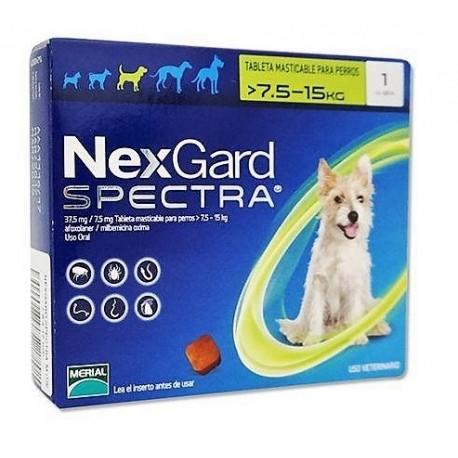 TABLETA MASTICABLE PARA PERROS
>7.5–15KG
1
NexGard
SPECTRA®
37,5 mg / 7,5 mg Tableta masticable para perros > 7,5 - 15 kg
afoxolaner / milbemicina oxima
Uso Oral
MERIAL
Lea el inserto antes de usar
USO VETERINARIO